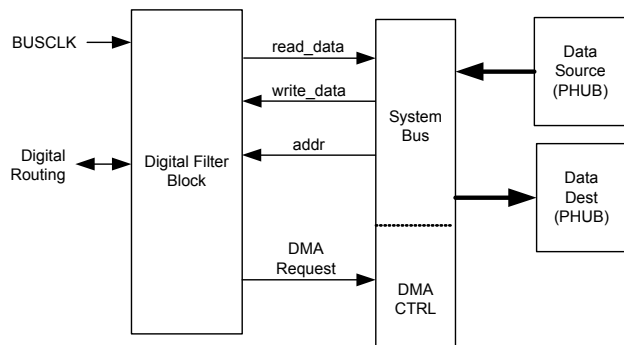 BUSCLK
Digital
Routing
Digital Filter
Block
read_data
write_data
addr
DMA
Request
System
Bus
DMA
CTRL
Data
Source
(PHUB)
Data
Dest
(PHUB)